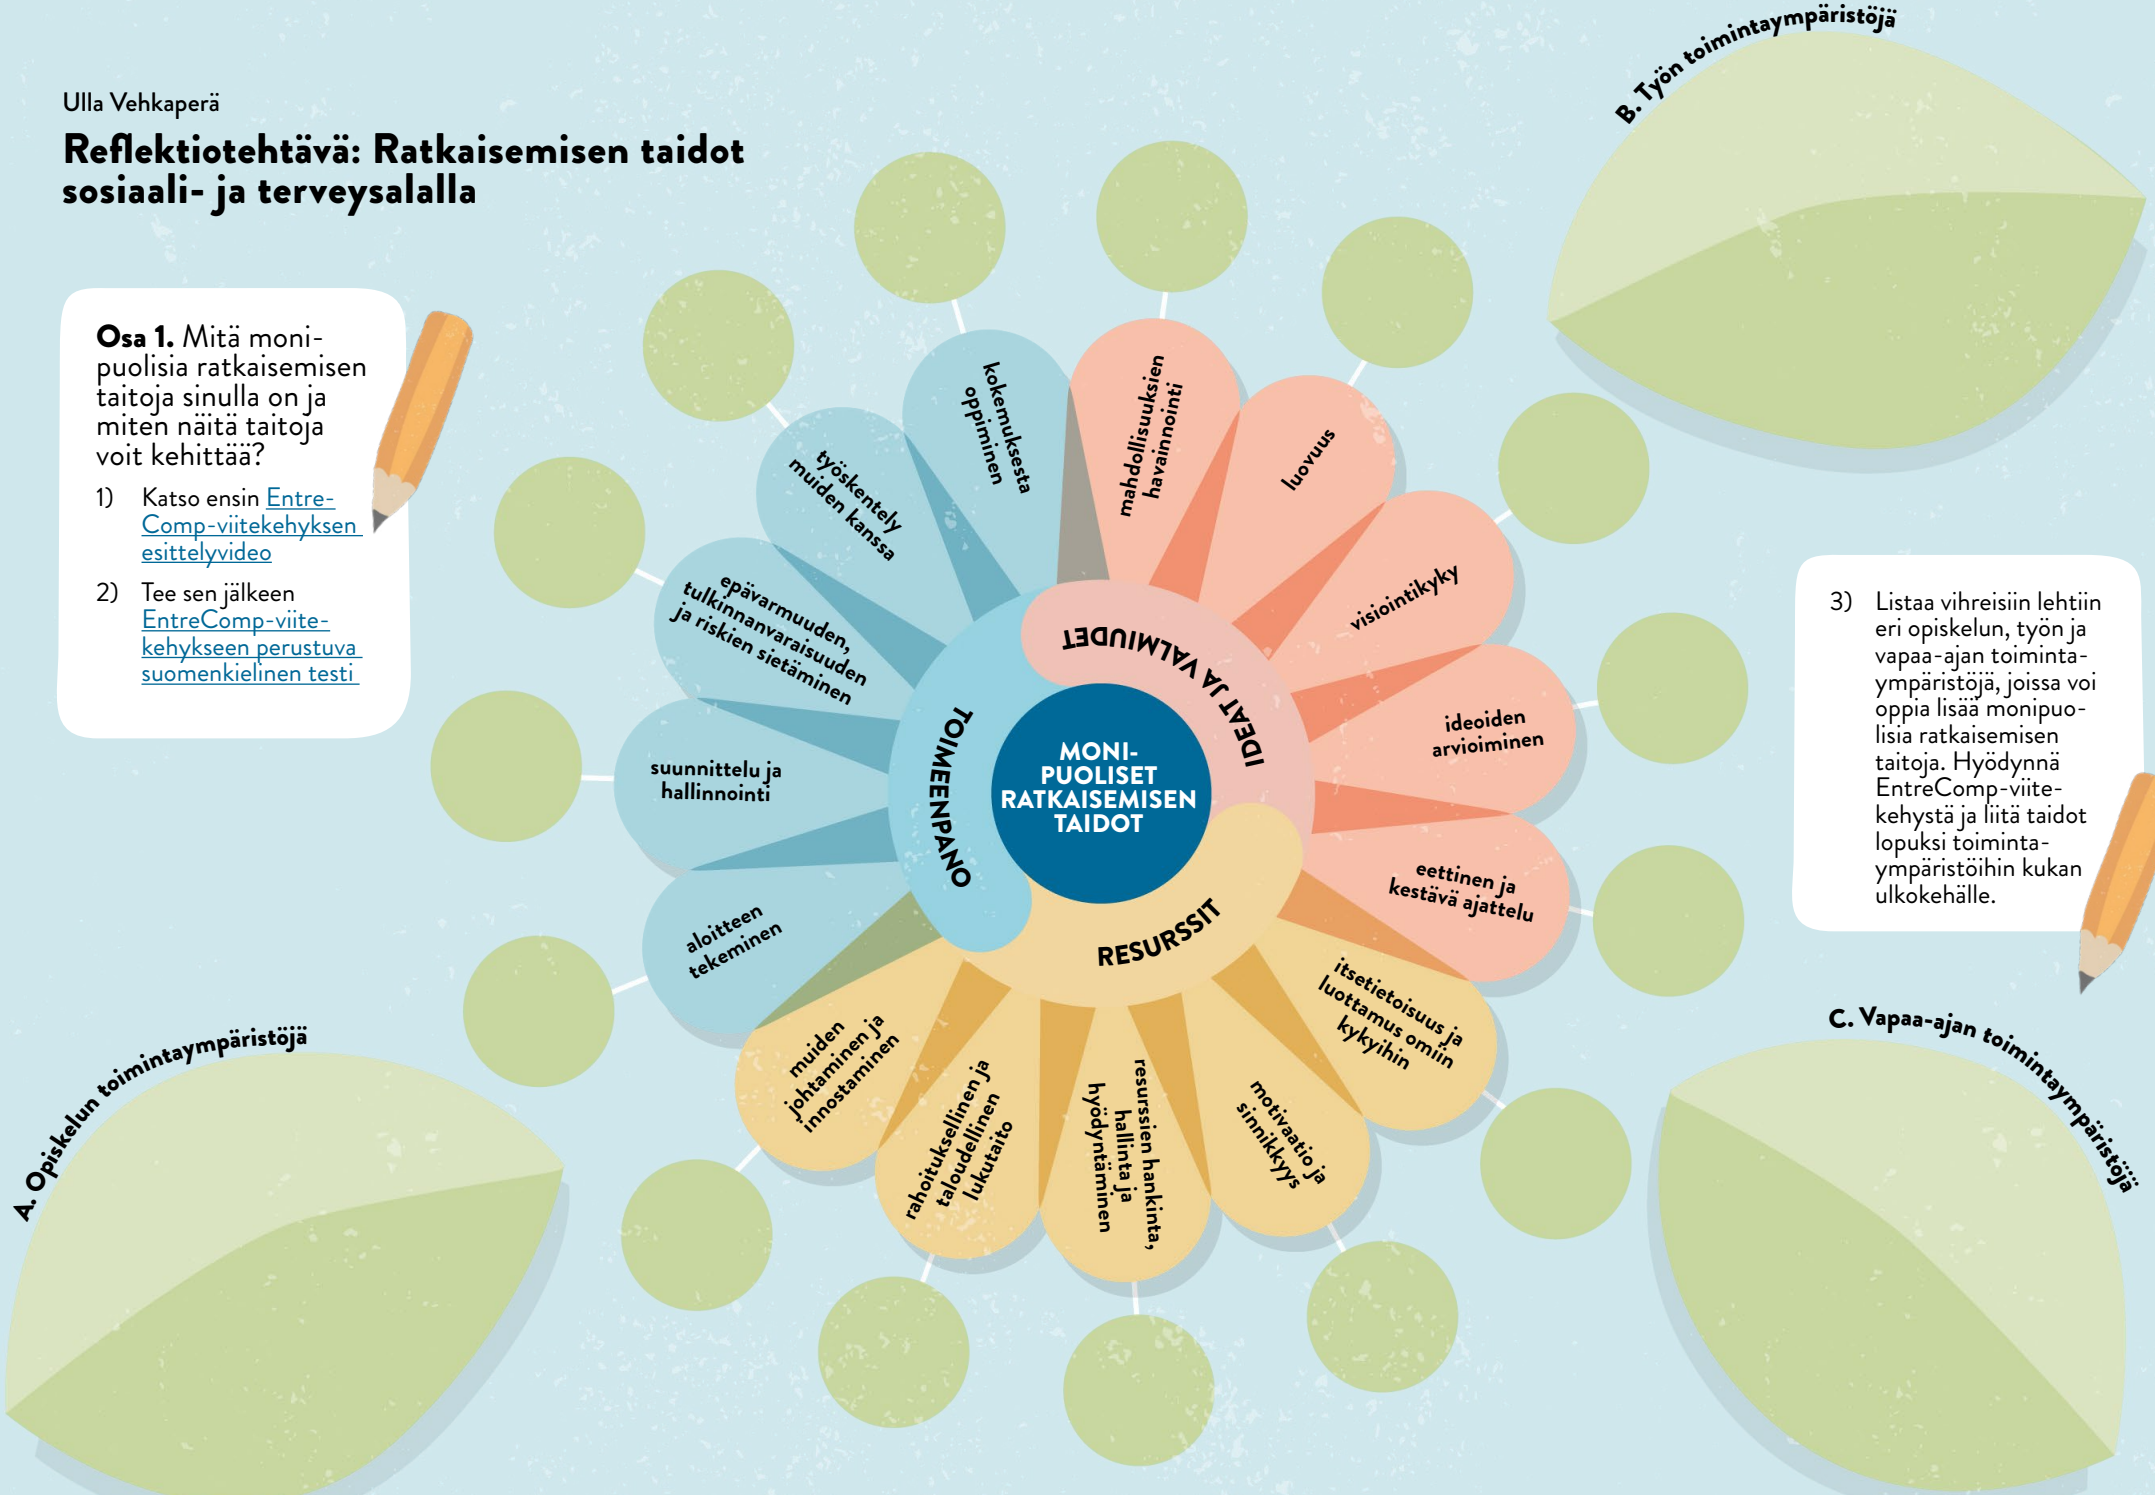 Ulla Vehkaperä
Reflektiotehtävä: Ratkaisemisen taidot
sosiaali- ja terveysalalla
Osa 1. Mitä moni-
puolisia ratkaisemisen
taitoja sinulla on ja
miten näitä taitoja
voit kehittää?
1) Katso ensin Entre-
Comp-viitekehyksen
esittelyvideo
2) Tee sen jälkeen
EntreComp-viite-
kehykseen perustuva
suomenkielinen testi
3) Listaa vihreisiin lehtiin
eri opiskelun, työn ja
vapaa-ajan toiminta-
ympäristöjä, joissa voi
oppia lisää monipuo-
lisia ratkaisemisen
taitoja. Hyödynnä
EntreComp-viite-
kehystä ja liitä taidot
lopuksi toiminta-
ympäristöihin kukan
ulkokehälle.
MONI-
PUOLISET
RATKAISEMISEN
TAIDOT
IDEAT JA VALMIUDET
mahdollisuuksien
havainnointi
luovuus
visiointikyky
ideoiden
arvioiminen
eettinen ja
kestävä ajattelu
RESURSSIT
itsetietoisuus ja
luottamus omiin
kykyihin
motivaatio ja
sinnikkyys
resurssien hankinta,
hallinta ja
hyödyntäminen
rahoituksellinen ja
taloudellinen
lukutaito
muiden
johtaminen ja
innostaminen
TOIMEENPANO
aloitteen
tekeminen
suunnittelu ja
hallinnointi
epävarmuuden,
tulkinnanvaraisuuden
ja riskien sietäminen
työskentely
muiden kanssa
kokemuksesta
oppiminen
A. Opiskelun toimintaympäristöjä
B. Työn toimintaympäristöjä
C. Vapaa-ajan toimintaympäristöjä